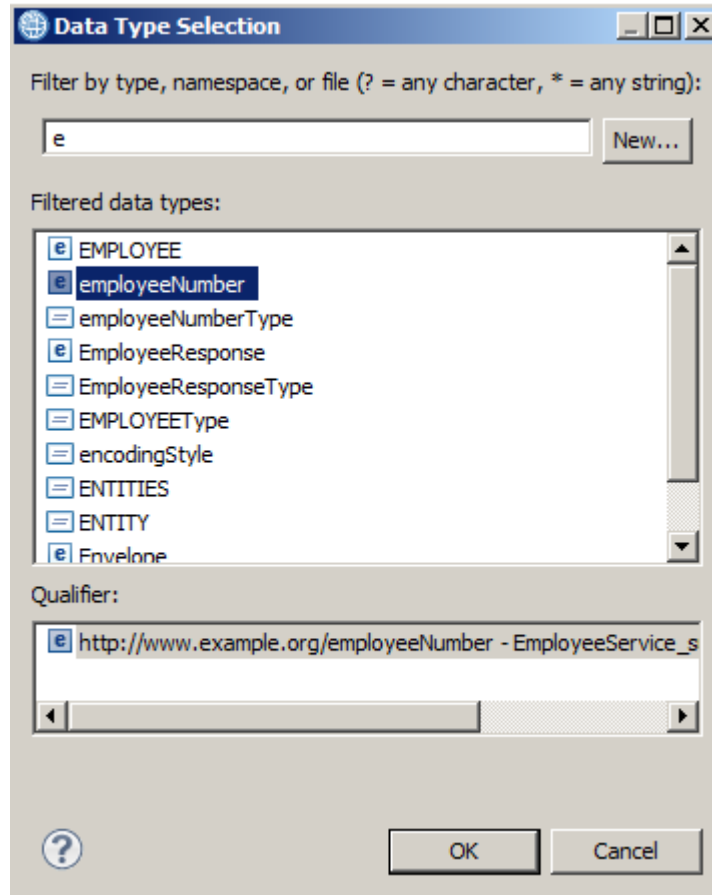 Data Type Selection
Filter by type, namespace, or file (? = any character, * = any string):
e
New...
Filtered data types:
e EMPLOYEE
e employeeNumber
employeeNumberType
e EmployeeResponse
EmployeeResponseType
EMPLOYEEType
encodingStyle
ENTITIES
ENTITY
e Envelope
Qualifier:
e http://www.example.org/employeeNumber - EmployeeService_s
? OK Cancel